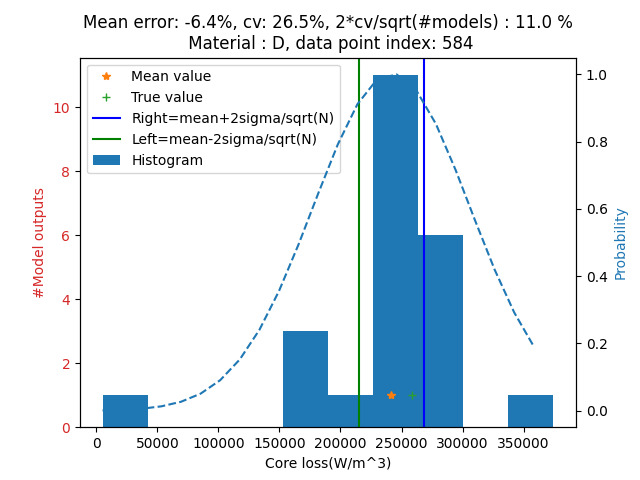 Mean error: -6.4%, cv: 26.5%, 2*cv/sqrt(#models) : 11.0 %
Material : D, data point index: 584
Mean value
True value
Right=mean+2sigma/sqrt(N)
Left=mean-2sigma/sqrt(N)
Histogram
#Model outputs
10
8
6
4
2
0
1.0
0.8
0.6
0.4
0.2
0.0
Probability
0 50000 100000 150000 200000 250000 300000 350000
Core loss(W/m^3)